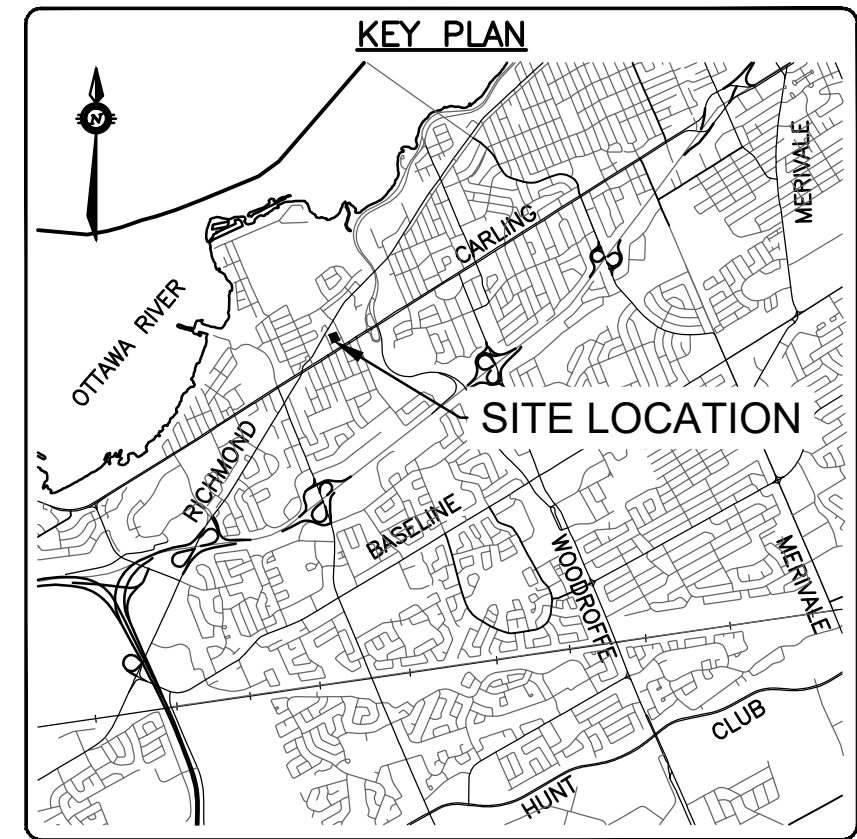 KEY PLAN
N
MERIVALE
CARLING
OTTAWA RIVER
SITE LOCATION
RICHMOND
BASELINE
WOODROFFE
MERIVALE
HUNT CLUB